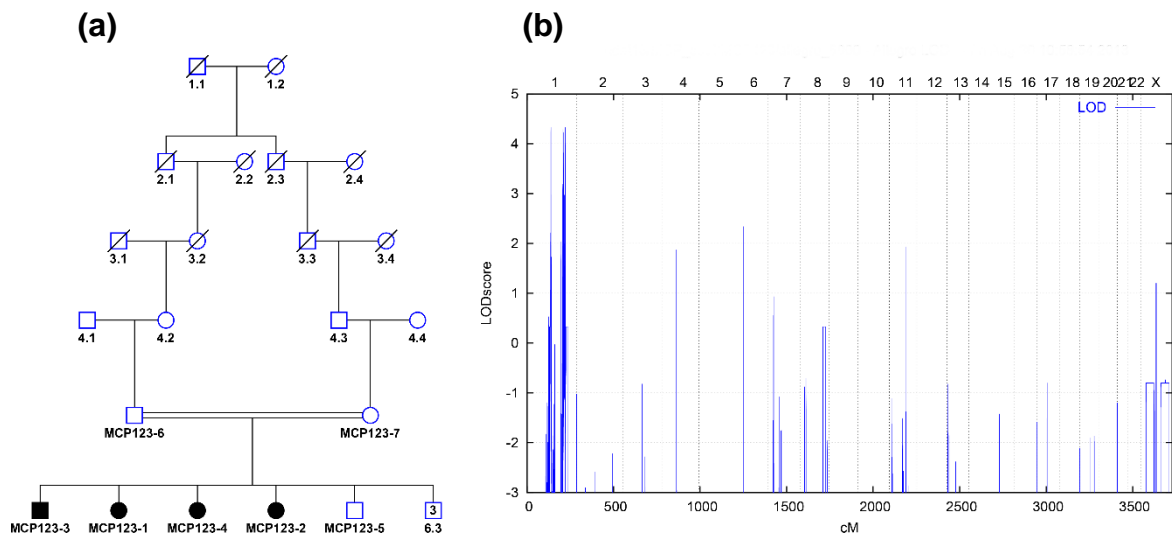 (a)
1.1 1.2
2.1 2.2 2.3 2.4
3.1 3.2 3.3 3.4
4.1 4.2 4.3 4.4
MCP123-6 MCP123-7
3
MCP123-3 MCP123-1 MCP123-4 MCP123-2 MCP123-5 6.3
(b)
1 2 3 4 5 6 7 8 9 10 11 12 13 14 15 16 17 18 19 20 21 22 X
LOD
LODscore
5
4
3
2
1
0
-1
-2
-3
0 500 1000 1500 2000 2500 3000 3500
cM